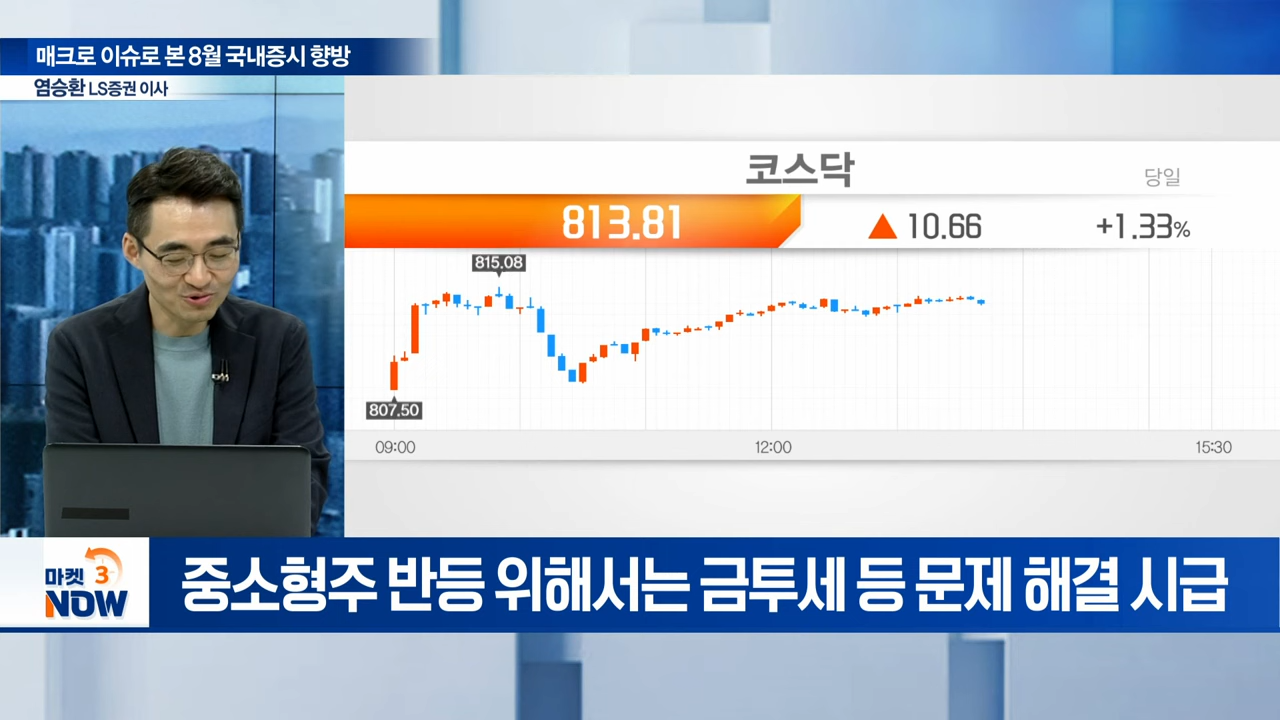 매크로 이슈로 본 8월 국내증시 향방
염승환 LS증권 이사
코스닥
당일
813.81
▲ 10.66
+1.33%
815.08
807.50
09:00
12:00
15:30
마켓 3
NOW
중소형주 반등 위해서는 금투세 등 문제 해결 시급